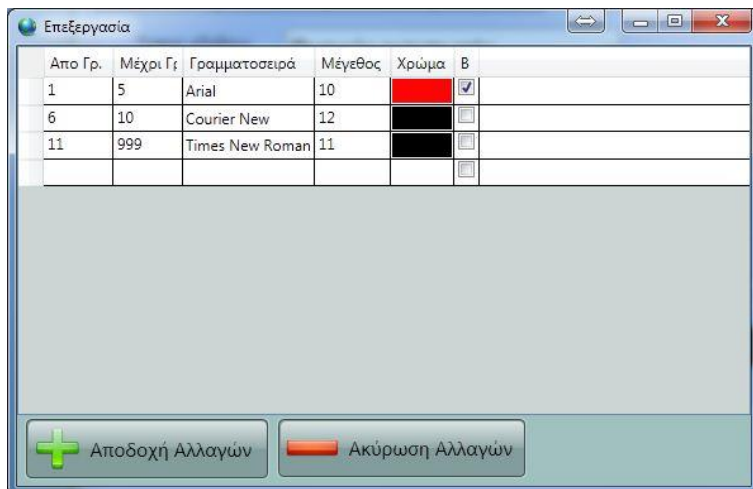 Επεξεργασία
Απο Γρ. Μέχρι Γρ Γραμματοσειρά Μέγεθος Χρώμα B
1 5 Arial 10
6 10 Courier New 12
11 999 Times New Roman 11
Αποδοχή Αλλαγών Ακύρωση Αλλαγών